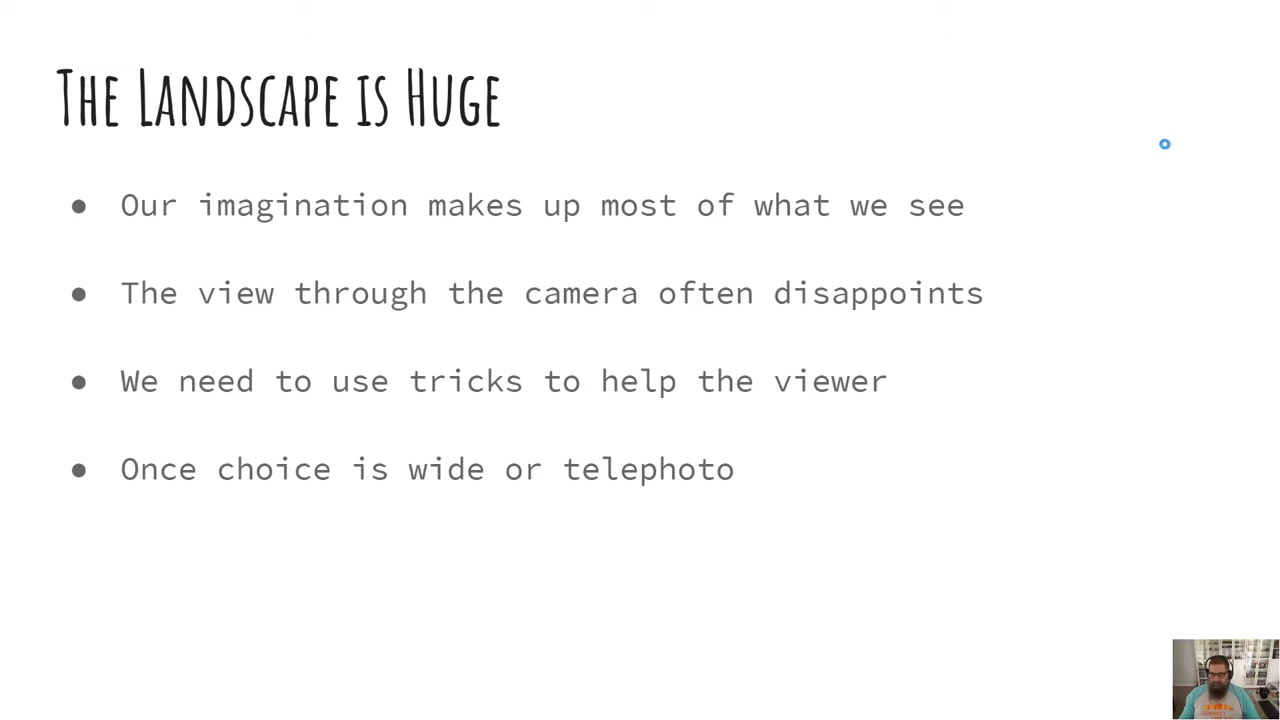 The Landscape is Huge
● Our imagination makes up most of what we see
● The view through the camera often disappoints
● We need to use tricks to help the viewer
● Once choice is wide or telephoto